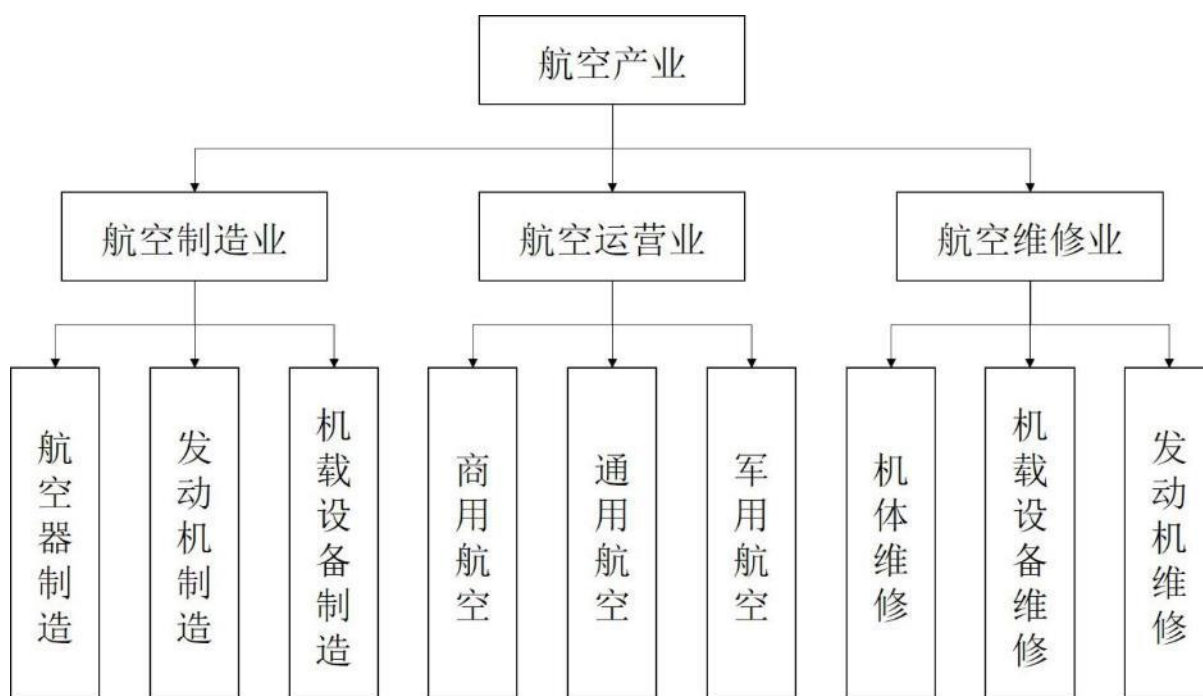 航空产业
航空制造业
航空运营业
航空维修业
航空器制造
发动机制造
机载设备制造
商用航空
通用航空
军用航空
机体维修
机载设备维修
发动机维修